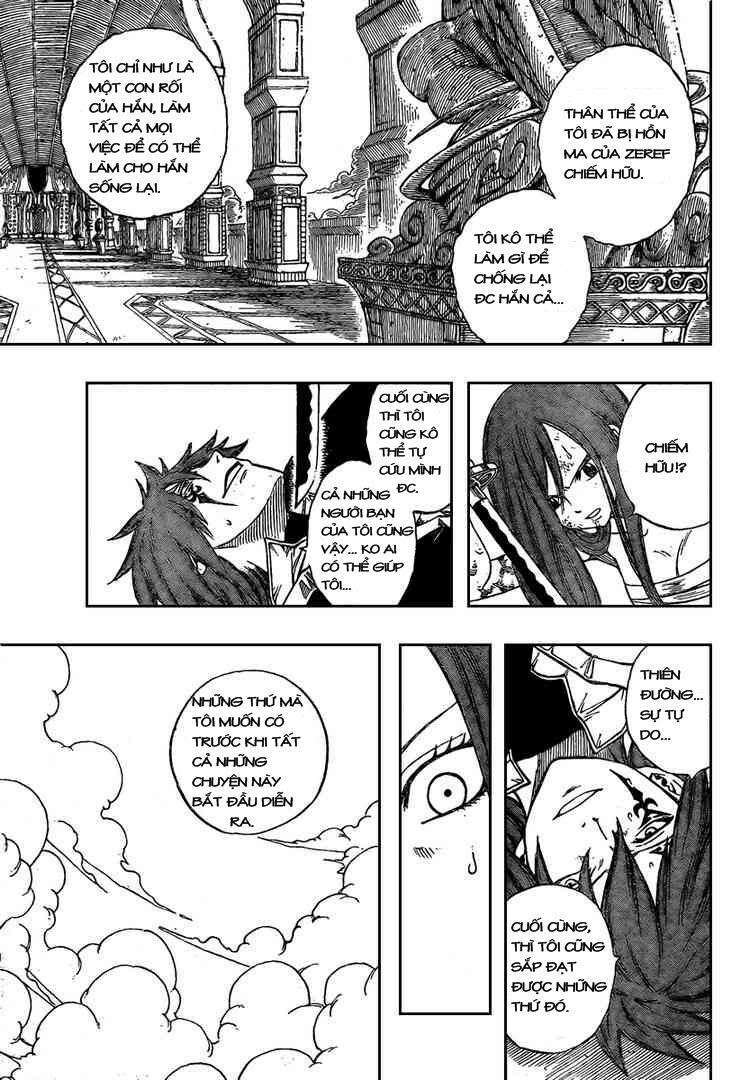 THÂN THỂ CỦA
TÔI ĐÃ BỊ HỒN
MA CỦA ZEREF
CHIẾM HỮU.
TÔI KÔ THỂ
LÀM GÌ ĐỂ
CHỐNG LẠI
ĐC HẮN CẢ...
TÔI CHỈ NHƯ LÀ
MỘT CON RỐI
CỦA HẮN, LÀM
TẤT CẢ MỌI
VIỆC ĐỂ CÓ THỂ
LÀM CHO HẮN
SỐNG LẠI.
CHIẾM
HỮU!?
CUỐI CÙNG
THÌ TÔI
CŨNG KÔ
THỂ TỰ
CỨU MÌNH
ĐC.
CẢ NHỮNG
NGƯỜI BẠN
CỦA TÔI CŨNG
VẬY... KO AI
CÓ THỂ GIÚP
TÔI...
THIÊN
ĐƯỜNG...
SỰ TỰ
DO...
CUỐI CÙNG,
THÌ TÔI CŨNG
SẮP ĐẠT
ĐƯỢC NHỮNG
THỨ ĐÓ.
NHỮNG THỨ MÀ
TÔI MUỐN CÓ
TRƯỚC KHI TẤT
CẢ NHỮNG
CHUYỆN NÀY
BẮT ĐẦU DIỄN
RA.